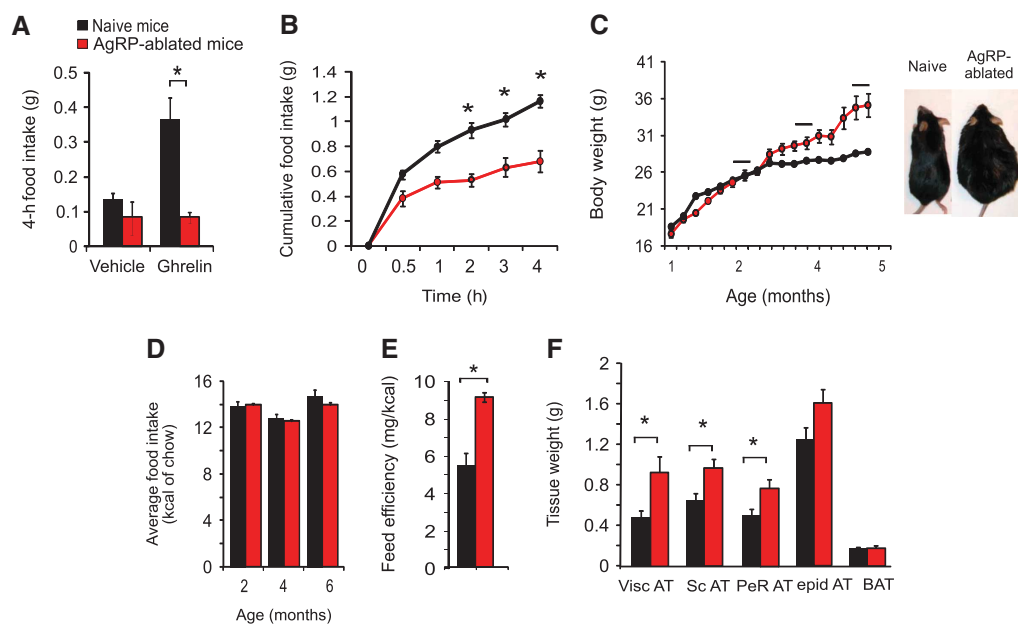 A
Naive mice
AgRP-ablated mice
4-h food intake (g)
0.5
0.4
0.3
0.2
0.1
0
*
Vehicle
Ghrelin
B
Cumulative food intake (g)
1.4
1.2
1
0.8
0.6
0.4
0.2
0
* * *
0 0.5 1 2 3 4
Time (h)
C
Body weight (g)
36
31
26
21
16
1 2 4 5
Age (months)
Naive
AgRP-
ablated
D
Average food intake
(kcal of chow)
16
12
8
4
0
2 4 6
Age (months)
E
Feed efficiency (mg/kcal)
10
9
8
7
6
5
4
3
2
1
0
*
F
Tissue weight (g)
2
1.6
1.2
0.8
0.4
0
* * *
Visc AT
Sc AT
PeR AT
epid AT
BAT